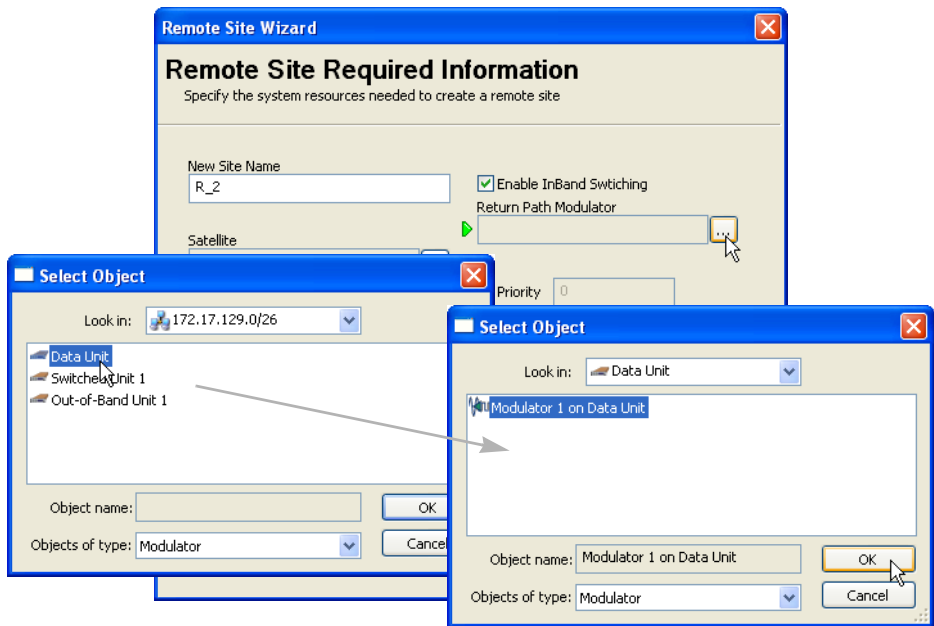 Remote Site Wizard
Remote Site Required Information
Specify the system resources needed to create a remote site
New Site Name
R_2
Enable InBand Swtiching
Return Path Modulator
...
Satellite
Priority 0
Select Object
Look in: 172.17.129.0/26
Data Unit
Switched Unit 1
Out-of-Band Unit 1
Object name:
OK
Objects of type: Modulator
Cancel
Select Object
Look in: Data Unit
Modulator 1 on Data Unit
Object name: Modulator 1 on Data Unit
OK
Objects of type: Modulator
Cancel